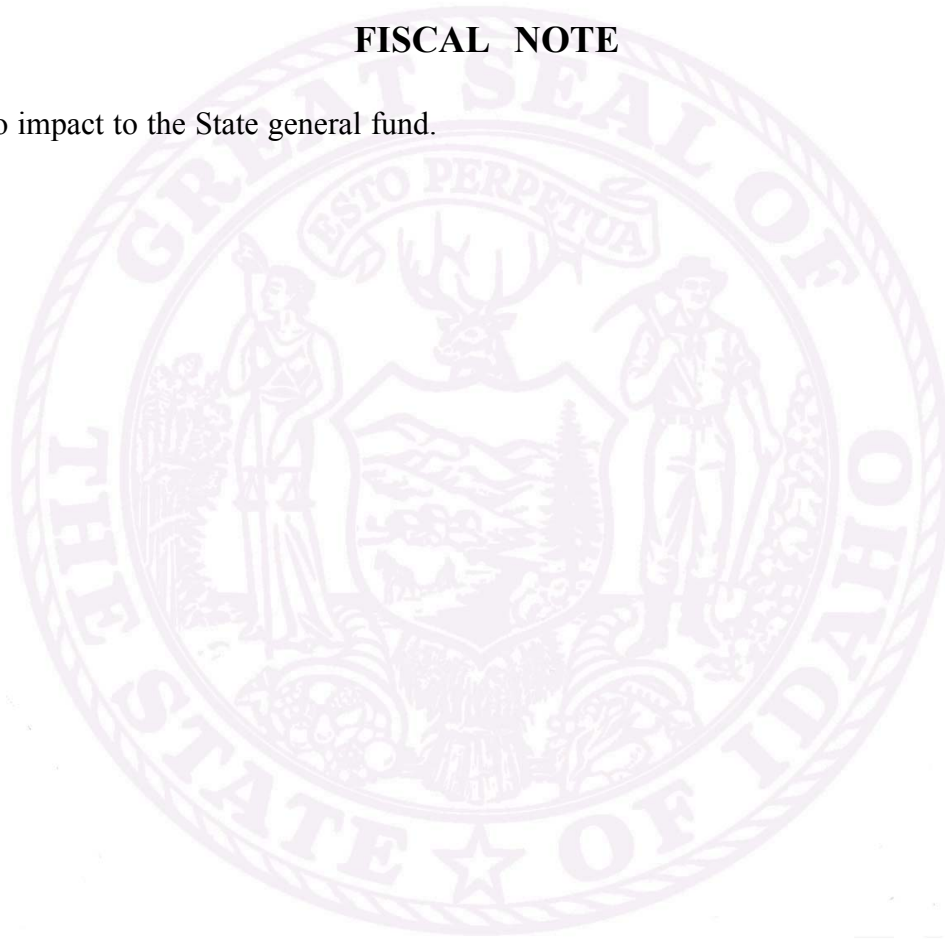 FISCAL NOTE
o impact to the State general fund.
GREAT SEAL OF
ESTO PERPETUA
THE STATE OF IDAHO